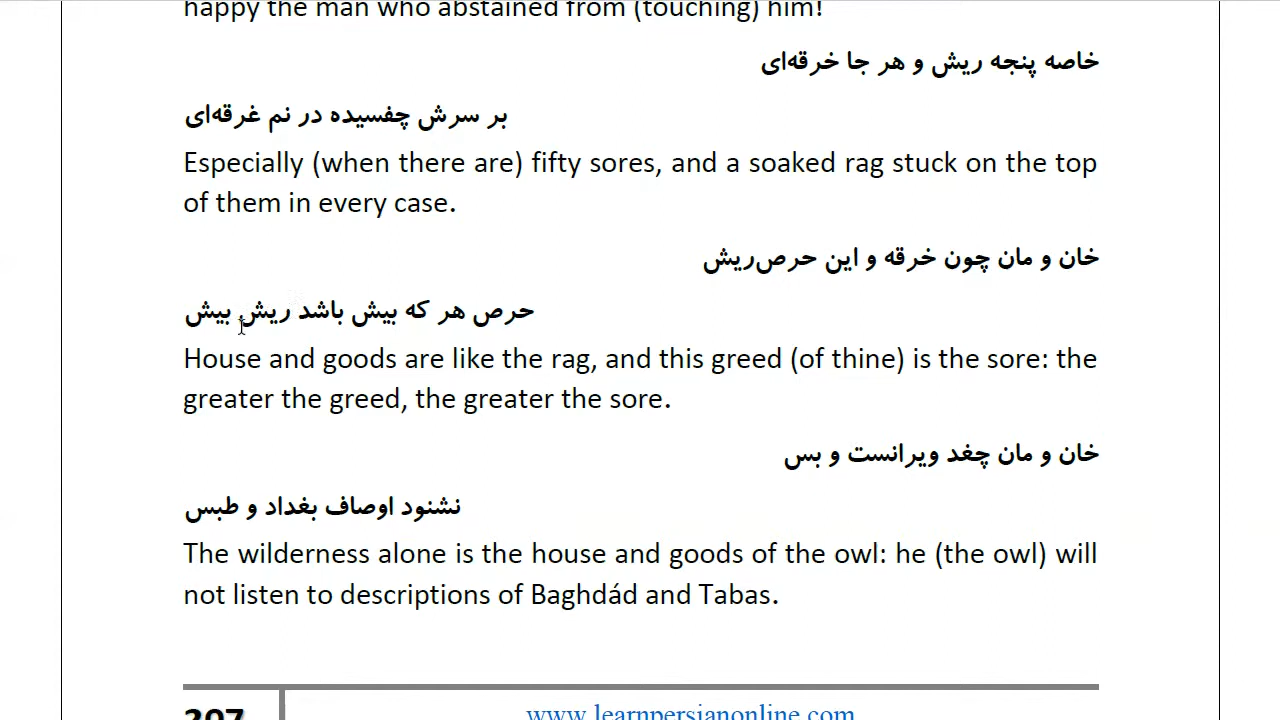 happy the man who abstained from (touching) him!
خاصه پنجه ریش و هر جا خرقه‌ای
بر سرش چفسیده در نم غرقه‌ای
Especially (when there are) fifty sores, and a soaked rag stuck on the top
of them in every case.
خان و مان چون خرقه و این حرص‌ریش
حرص هر که بیش باشد ریش بیش
House and goods are like the rag, and this greed (of thine) is the sore: the
greater the greed, the greater the sore.
خان و مان چغد ویرانست و بس
نشنود اوصاف بغداد و طبس
The wilderness alone is the house and goods of the owl: he (the owl) will
not listen to descriptions of Baghdád and Tabas.
207
www.learnpersianonline.com